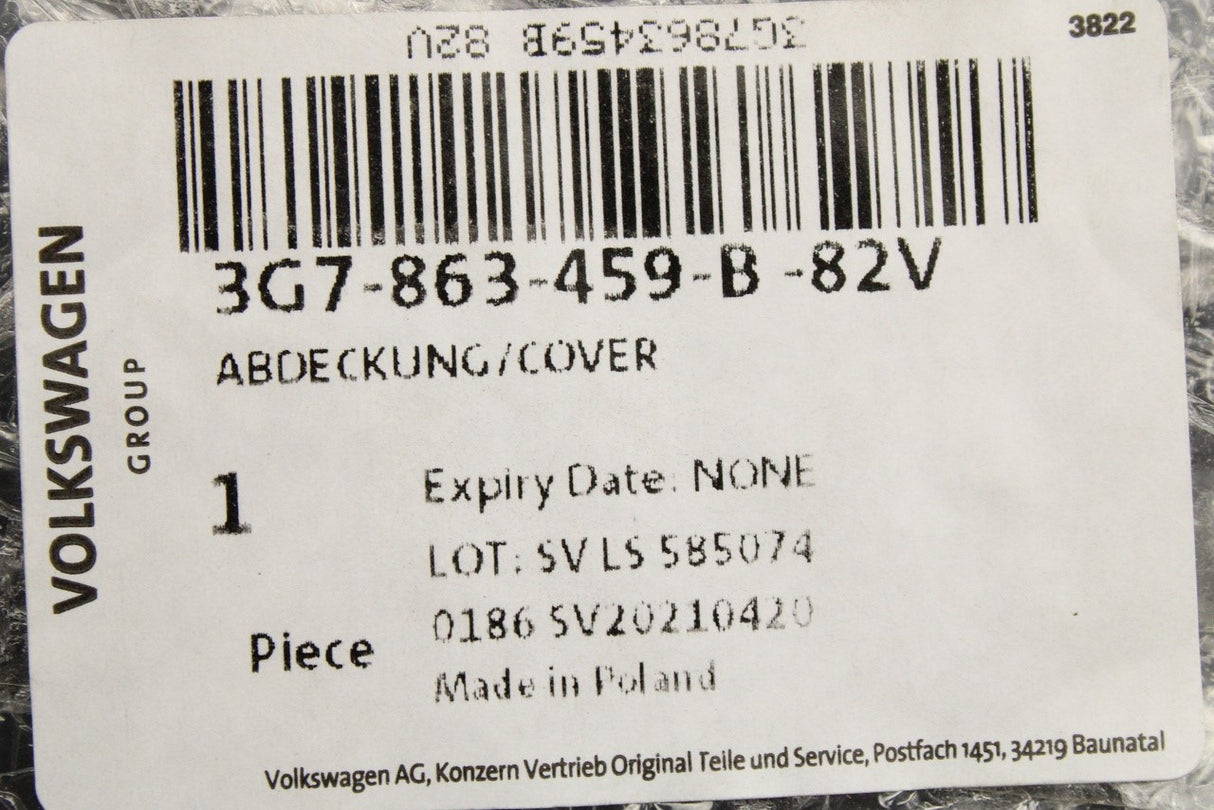 3822
3G7863459B 82V
3G7-863-459-B -82V
ABDECKUNG/COVER
VOLKSWAGEN
GROUP
1
Piece
Expiry Date: NONE
LOT: SV LS 585074
0186 SV20210420
Made in Poland
Volkswagen AG, Konzern Vertrieb Original Teile und Service, Postfach 1451, 34219 Baunatal